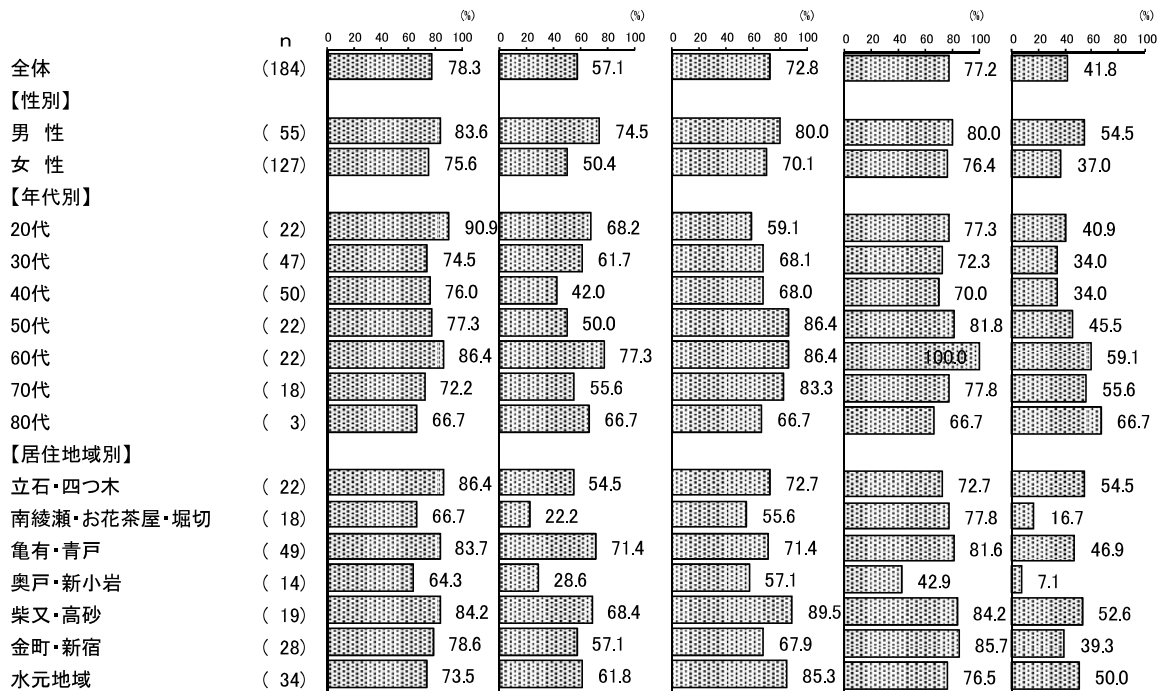 (%) (%) (%) (%) (%)
n 0 20 40 60 80 100 0 20 40 60 80 100 0 20 40 60 80 100 0 20 40 60 80 100 0 20 40 60 80 100
全体 (184) 78.3 57.1 72.8 77.2 41.8
【性別】
男 性 ( 55) 83.6 74.5 80.0 80.0 54.5
女 性 (127) 75.6 50.4 70.1 76.4 37.0
【年代別】
20代 ( 22) 90.9 68.2 59.1 77.3 40.9
30代 ( 47) 74.5 61.7 68.1 72.3 34.0
40代 ( 50) 76.0 42.0 68.0 70.0 34.0
50代 ( 22) 77.3 50.0 86.4 81.8 45.5
60代 ( 22) 86.4 77.3 86.4 100.0 59.1
70代 ( 18) 72.2 55.6 83.3 77.8 55.6
80代 ( 3) 66.7 66.7 66.7 66.7 66.7
【居住地域別】
立石・四つ木 ( 22) 86.4 54.5 72.7 72.7 54.5
南綾瀬・お花茶屋・堀切 ( 18) 66.7 22.2 55.6 77.8 16.7
亀有・青戸 ( 49) 83.7 71.4 71.4 81.6 46.9
奥戸・新小岩 ( 14) 64.3 28.6 57.1 42.9 7.1
柴又・高砂 ( 19) 84.2 68.4 89.5 84.2 52.6
金町・新宿 ( 28) 78.6 57.1 67.9 85.7 39.3
水元地域 ( 34) 73.5 61.8 85.3 76.5 50.0